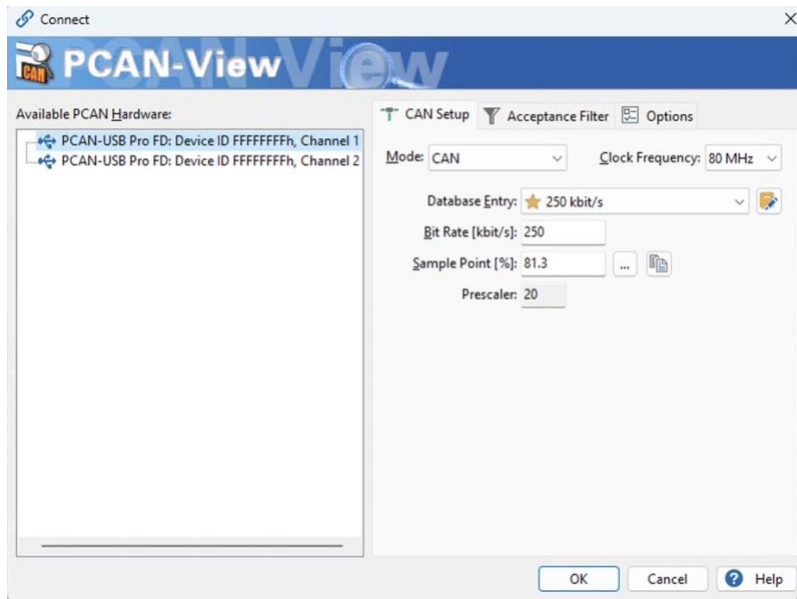 Connect
PCAN-View
Available PCAN Hardware:
PCAN-USB Pro FD: Device ID FFFFFFFFh, Channel 1
PCAN-USB Pro FD: Device ID FFFFFFFFh, Channel 2
CAN Setup
Acceptance Filter
Options
Mode: CAN
Clock Frequency: 80 MHz
Database Entry: 250 kbit/s
Bit Rate [kbit/s]: 250
Sample Point [%]: 81.3
...
Prescaler: 20
OK
Cancel
Help